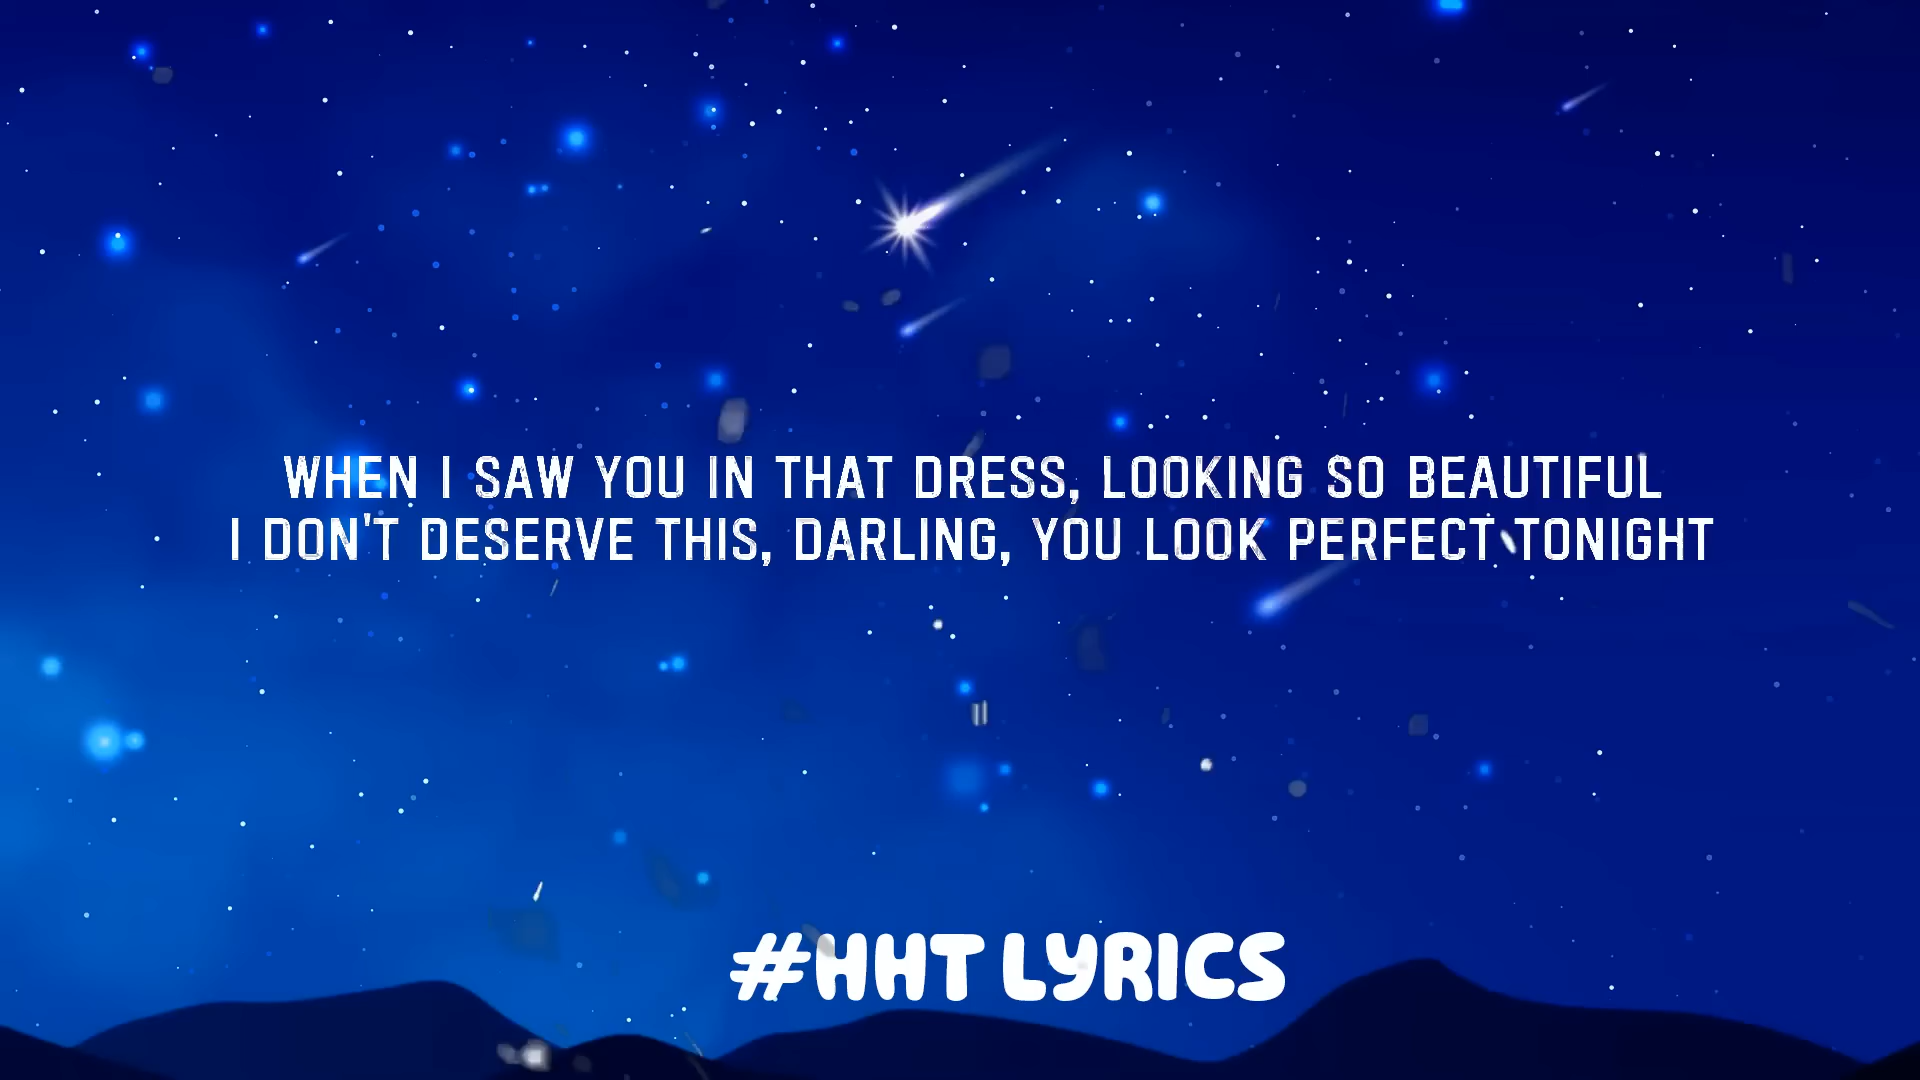 WHEN I SAW YOU IN THAT DRESS, LOOKING SO BEAUTIFUL
I DON'T DESERVE THIS, DARLING, YOU LOOK PERFECT TONIGHT
#HHT LYRICS